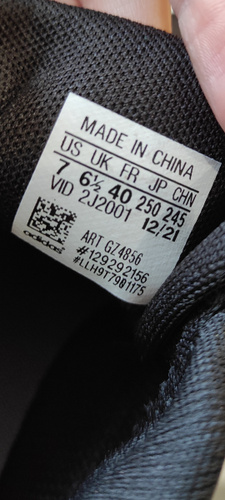 MADE IN CHINA
US UK FR JP CHN
7 6½ 40 250 245
VID 2J2001 12/21
ART GZ4856
#129292156
#LLH9T7981175
adidas